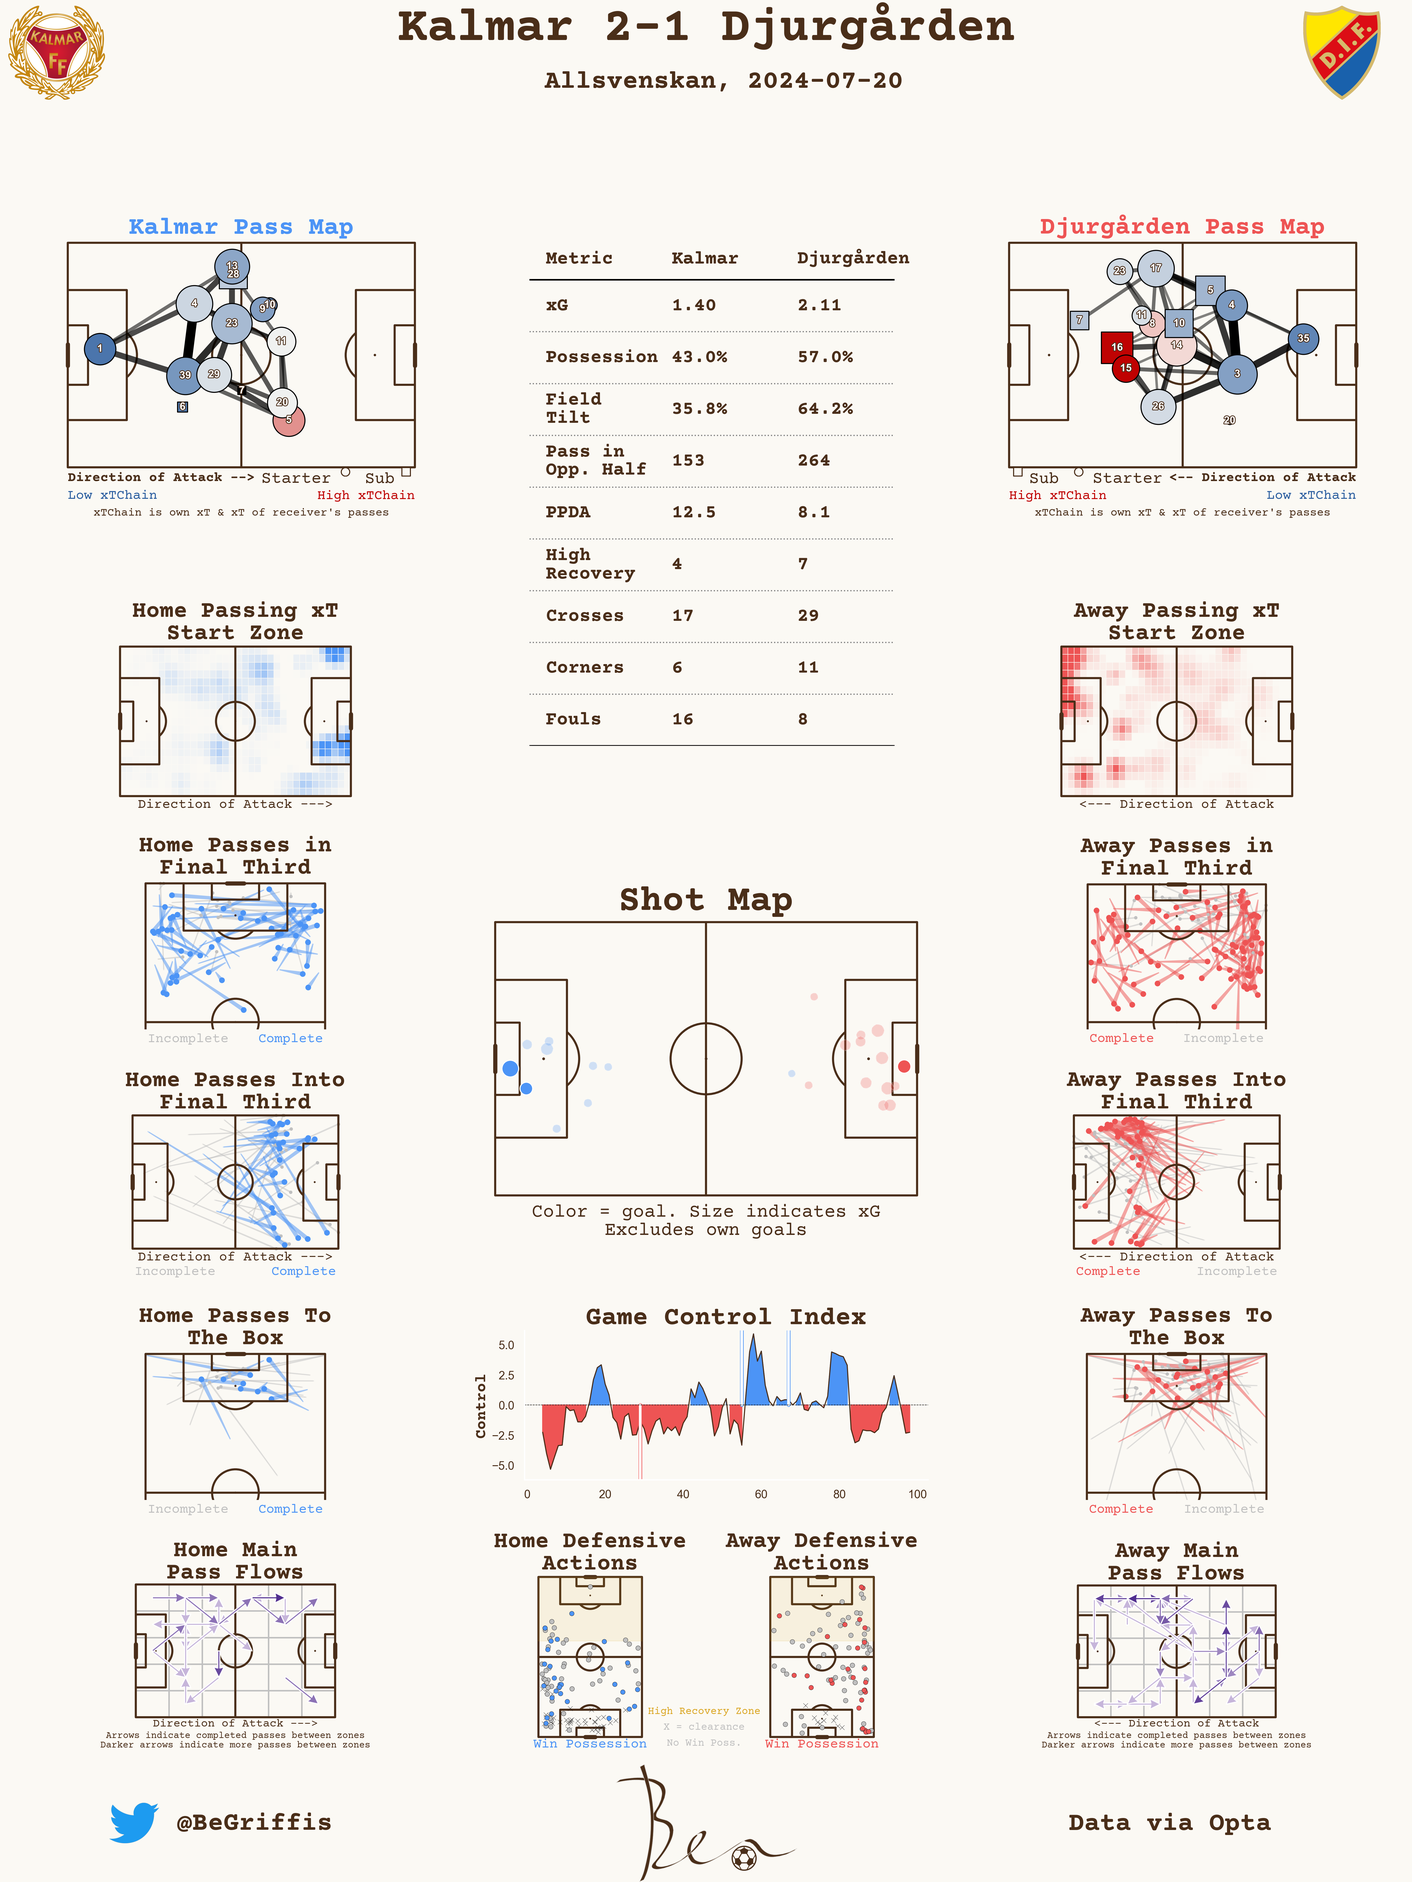 Kalmar 2-1 Djurgården
Allsvenskan, 2024-07-20
KALMAR
FF
D.I.F.
Kalmar Pass Map
13
28
4
10
9
23
11
1
39
29
7
6
20
5
Direction of Attack --> Starter Sub
Low xTChain High xTChain
xTChain is own xT & xT of receiver's passes
Metric Kalmar Djurgården
xG 1.40 2.11
Possession 43.0% 57.0%
Field
Tilt 35.8% 64.2%
Pass in
Opp. Half 153 264
PPDA 12.5 8.1
High
Recovery 4 7
Crosses 17 29
Corners 6 11
Fouls 16 8
Djurgården Pass Map
23
17
5
4
7
11
8
10
16
14
35
15
3
26
20
Sub Starter <-- Direction of Attack
High xTChain Low xTChain
xTChain is own xT & xT of receiver's passes
Home Passing xT
Start Zone
Direction of Attack --->
Away Passing xT
Start Zone
<--- Direction of Attack
Home Passes in
Final Third
Incomplete Complete
Away Passes in
Final Third
Complete Incomplete
Shot Map
Color = goal. Size indicates xG
Excludes own goals
Home Passes Into
Final Third
Direction of Attack --->
Incomplete Complete
Away Passes Into
Final Third
<--- Direction of Attack
Complete Incomplete
Home Passes To
The Box
Incomplete Complete
Game Control Index
Control
5.0
2.5
0.0
−2.5
−5.0
0 20 40 60 80 100
Away Passes To
The Box
Complete Incomplete
Home Main
Pass Flows
Direction of Attack --->
Arrows indicate completed passes between zones
Darker arrows indicate more passes between zones
Home Defensive
Actions
Win Possession
High Recovery Zone
X = clearance
No Win Poss.
Away Defensive
Actions
Win Possession
Away Main
Pass Flows
<--- Direction of Attack
Arrows indicate completed passes between zones
Darker arrows indicate more passes between zones
@BeGriffis
Ben
Data via Opta